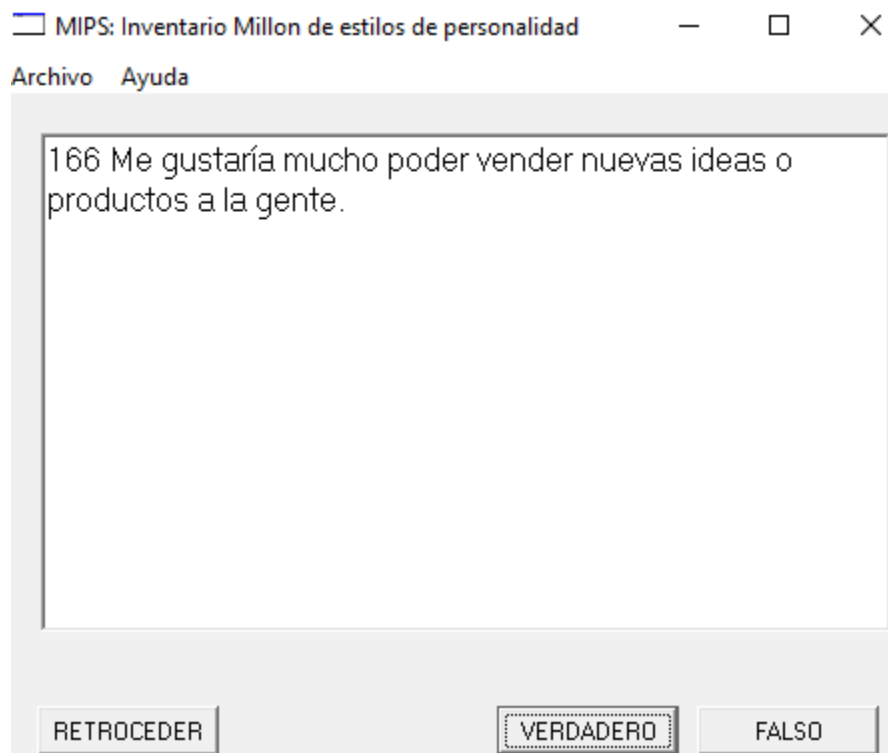 MIPS: Inventario Millon de estilos de personalidad
Archivo Ayuda
166 Me gustaría mucho poder vender nuevas ideas o
productos a la gente.
RETROCEDER VERDADERO FALSO